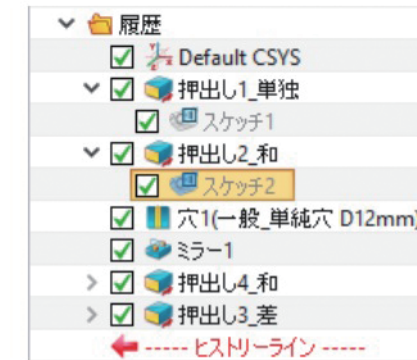 履歴
Default CSYS
押出し1_単独
スケッチ1
押出し2_和
スケッチ2
穴1(一般_単純穴 D12mm)
ミラー1
押出し4_和
押出し3_差
----- ヒストリーライン -----